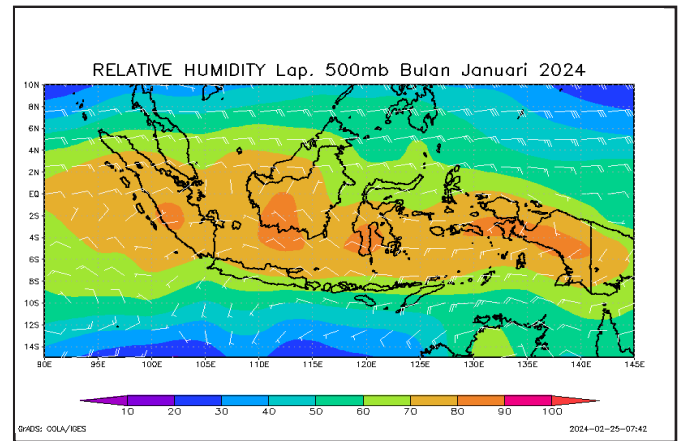 RELATIVE HUMIDITY Lap. 500mb Bulan Januari 2024
10N
8N
6N
4N
2N
EQ
2S
4S
6S
8S
10S
12S
14S
90E 95E 100E 105E 110E 115E 120E 125E 130E 135E 140E 145E
10 20 30 40 50 60 70 80 90 100
GrADS: COLA/IGES 2024-02-25-07:42